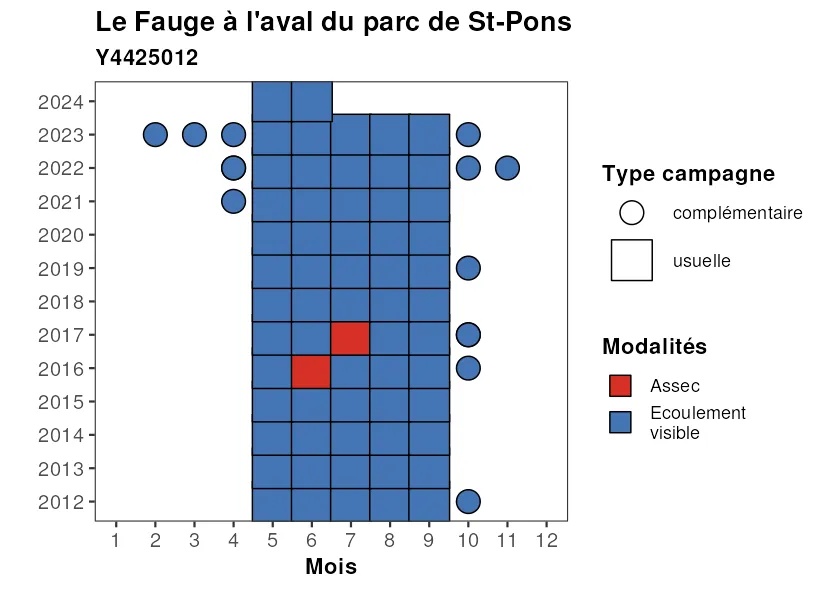 Le Fauge à l'aval du parc de St-Pons
Y4425012
2024
2023
2022
2021
2020
2019
2018
2017
2016
2015
2014
2013
2012
1 2 3 4 5 6 7 8 9 10 11 12
Mois
Type campagne
complémentaire
usuelle
Modalités
Assec
Ecoulement
visible